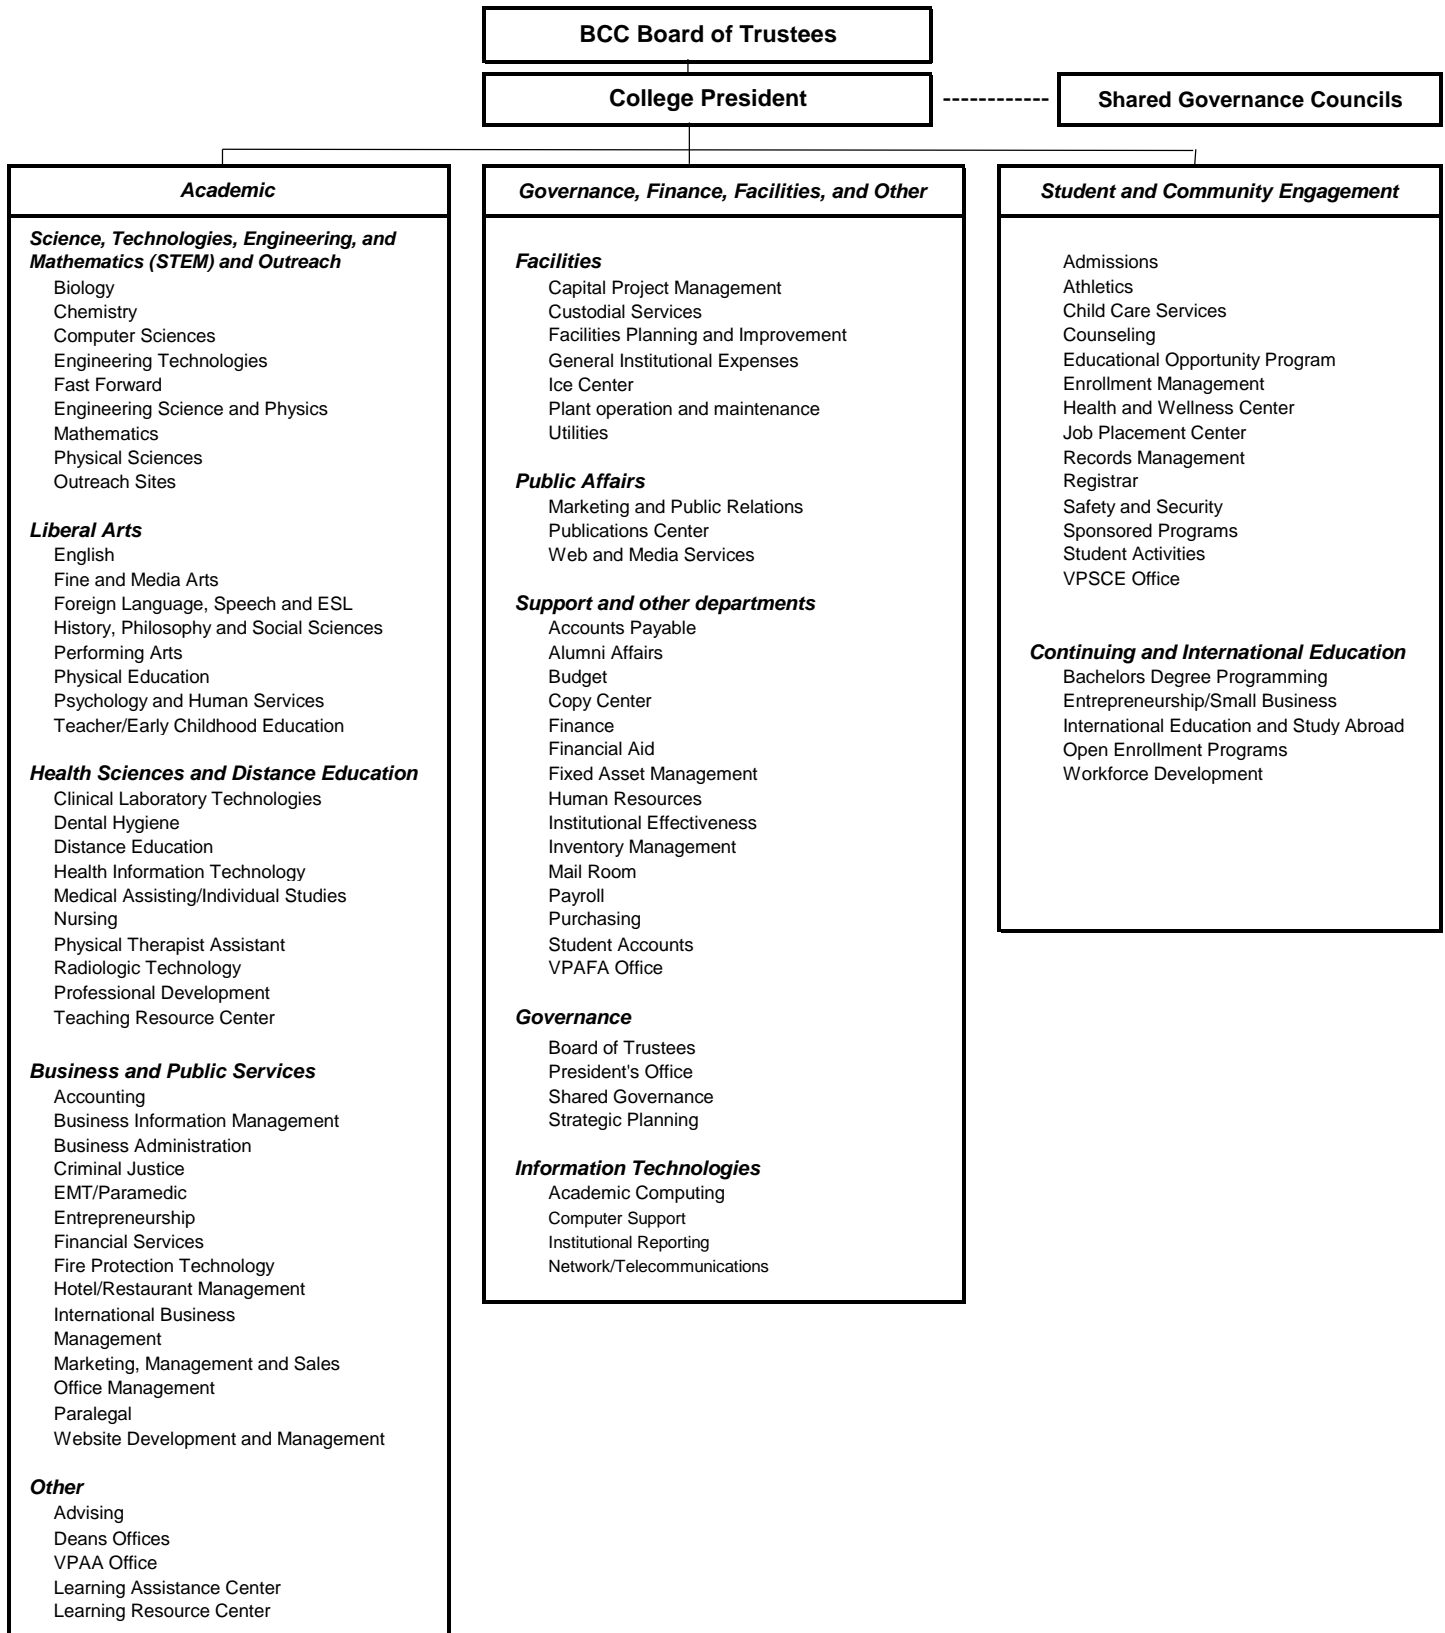 BCC Board of Trustees
College President
------------
Shared Governance Councils
Academic
Science, Technologies, Engineering, and
Mathematics (STEM) and Outreach
Biology
Chemistry
Computer Sciences
Engineering Technologies
Fast Forward
Engineering Science and Physics
Mathematics
Physical Sciences
Outreach Sites
Liberal Arts
English
Fine and Media Arts
Foreign Language, Speech and ESL
History, Philosophy and Social Sciences
Performing Arts
Physical Education
Psychology and Human Services
Teacher/Early Childhood Education
Health Sciences and Distance Education
Clinical Laboratory Technologies
Dental Hygiene
Distance Education
Health Information Technology
Medical Assisting/Individual Studies
Nursing
Physical Therapist Assistant
Radiologic Technology
Professional Development
Teaching Resource Center
Business and Public Services
Accounting
Business Information Management
Business Administration
Criminal Justice
EMT/Paramedic
Entrepreneurship
Financial Services
Fire Protection Technology
Hotel/Restaurant Management
International Business
Management
Marketing, Management and Sales
Office Management
Paralegal
Website Development and Management
Other
Advising
Deans Offices
VPAA Office
Learning Assistance Center
Learning Resource Center
Governance, Finance, Facilities, and Other
Facilities
Capital Project Management
Custodial Services
Facilities Planning and Improvement
General Institutional Expenses
Ice Center
Plant operation and maintenance
Utilities
Public Affairs
Marketing and Public Relations
Publications Center
Web and Media Services
Support and other departments
Accounts Payable
Alumni Affairs
Budget
Copy Center
Finance
Financial Aid
Fixed Asset Management
Human Resources
Institutional Effectiveness
Inventory Management
Mail Room
Payroll
Purchasing
Student Accounts
VPAFA Office
Governance
Board of Trustees
President's Office
Shared Governance
Strategic Planning
Information Technologies
Academic Computing
Computer Support
Institutional Reporting
Network/Telecommunications
Student and Community Engagement
Admissions
Athletics
Child Care Services
Counseling
Educational Opportunity Program
Enrollment Management
Health and Wellness Center
Job Placement Center
Records Management
Registrar
Safety and Security
Sponsored Programs
Student Activities
VPSCE Office
Continuing and International Education
Bachelors Degree Programming
Entrepreneurship/Small Business
International Education and Study Abroad
Open Enrollment Programs
Workforce Development